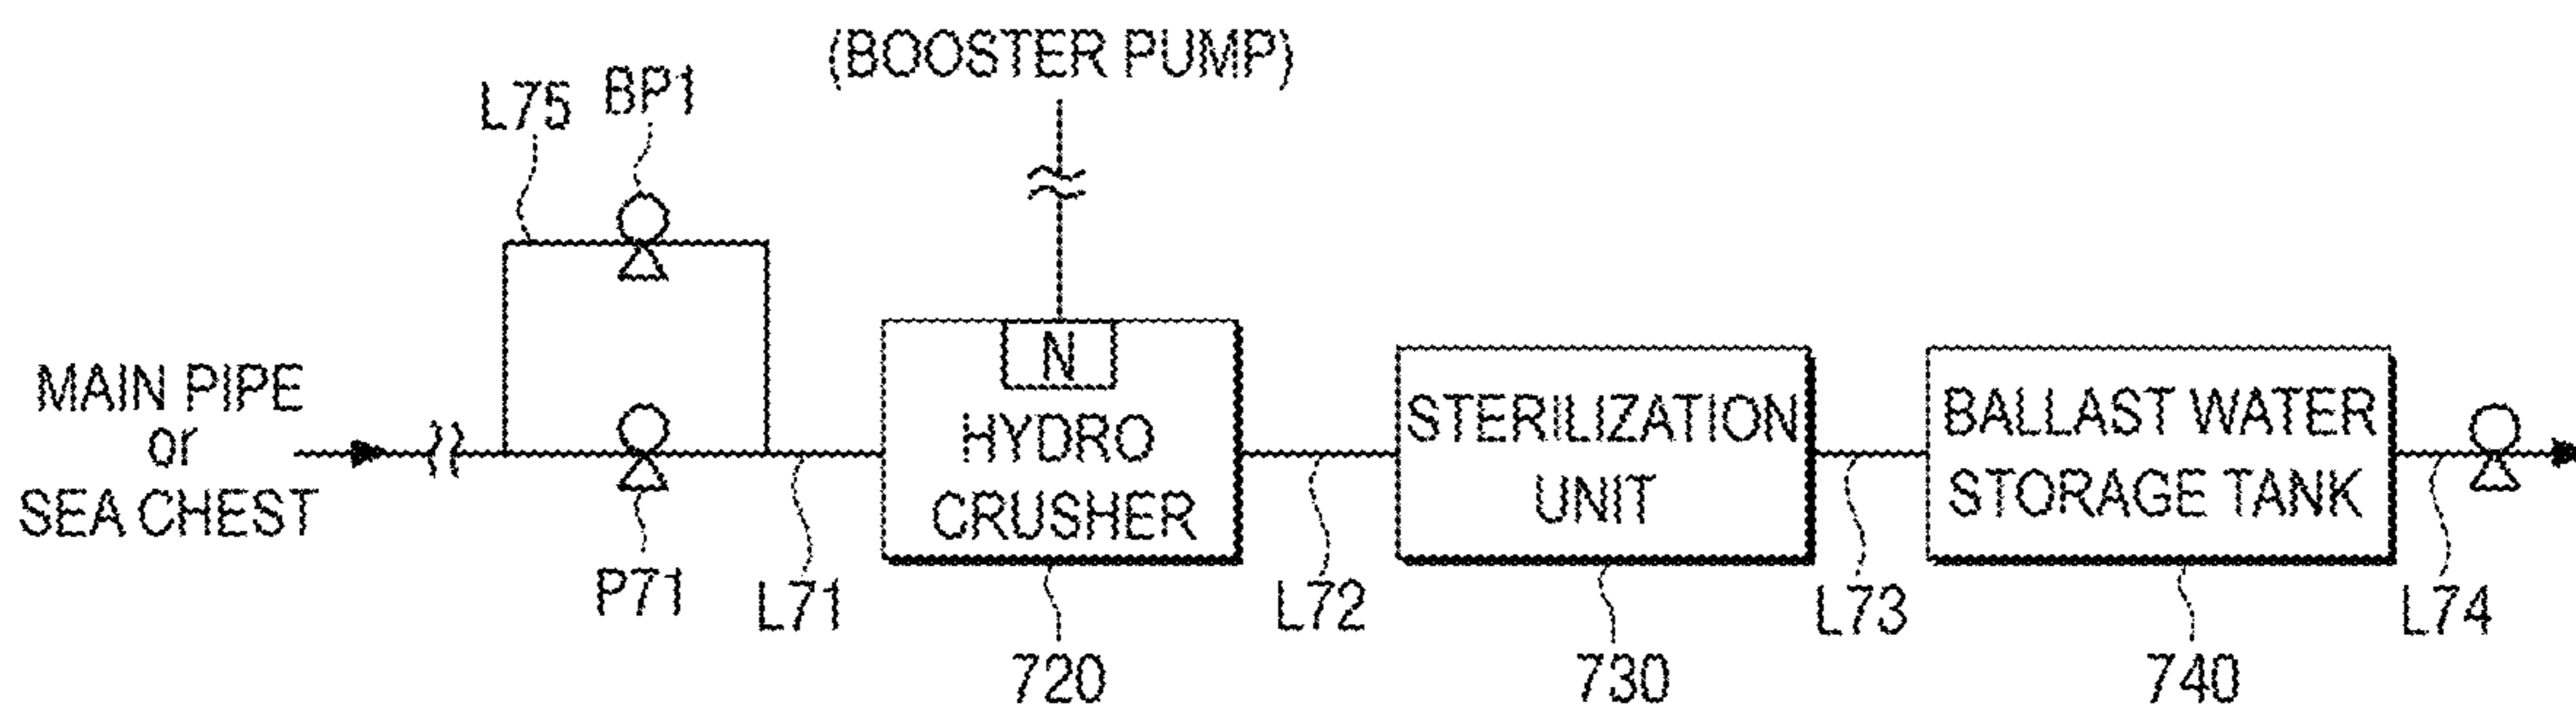 (BOOSTER PUMP)
L75
BP1
MAIN PIPE
or
SEA CHEST
P71
L71
N
HYDRO
CRUSHER
720
L72
STERILIZATION
UNIT
730
L73
BALLAST WATER
STORAGE TANK
740
L74